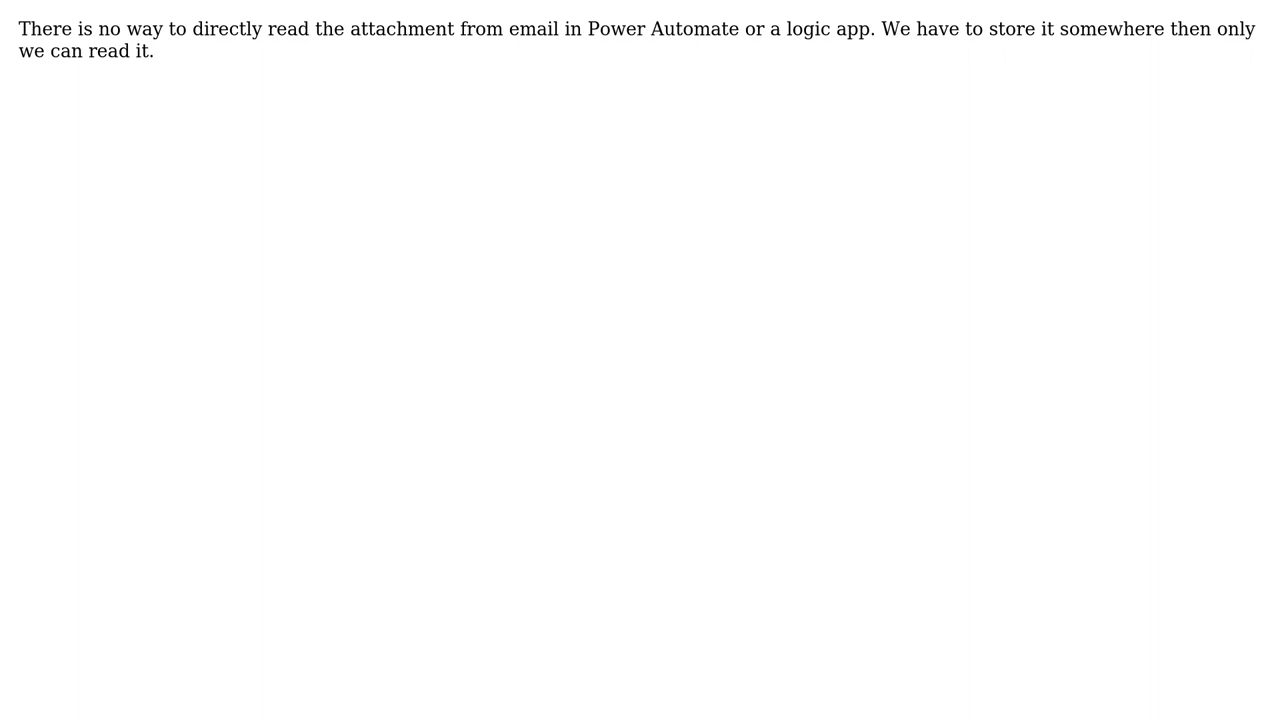 There is no way to directly read the attachment from email in Power Automate or a logic app. We have to store it somewhere then only
we can read it.